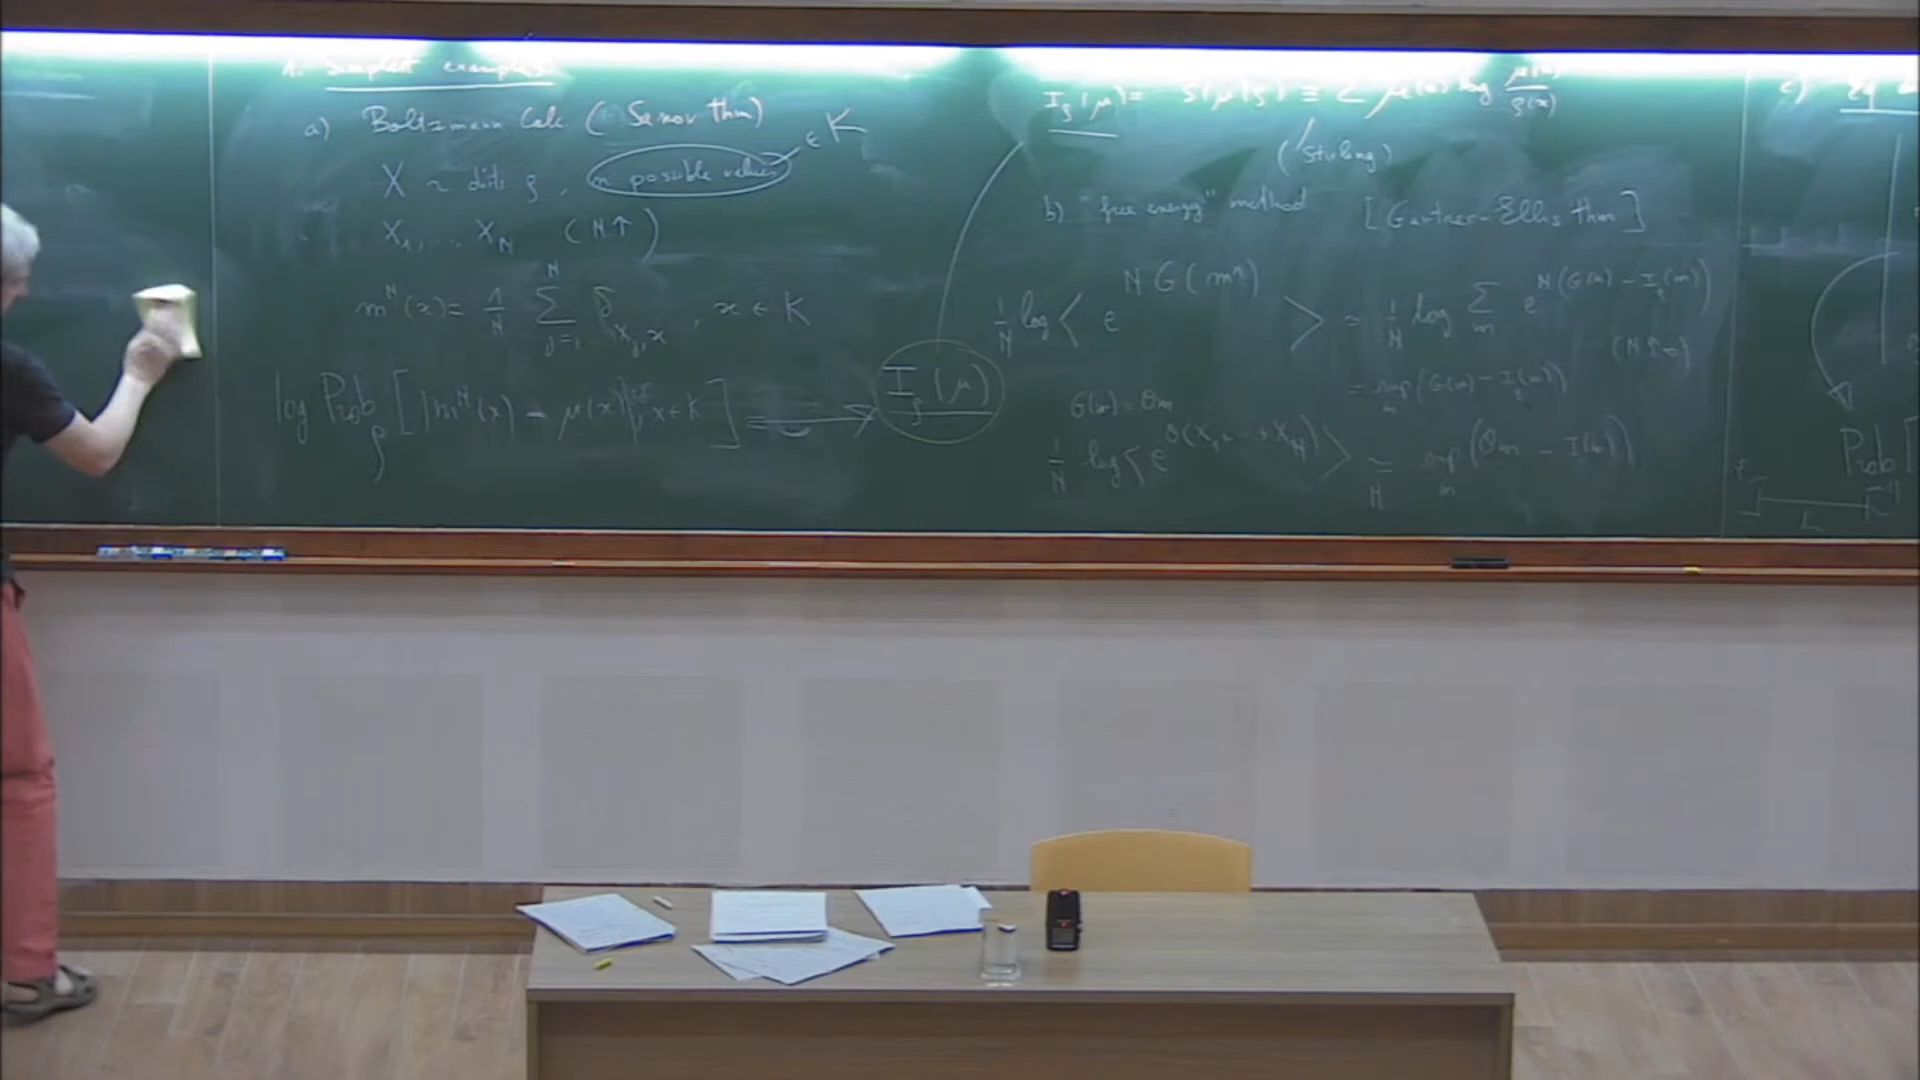 A. Simplest examples
a) Boltzmann Calc (Sanov thm)
X ~ distr ρ, n possible values ∈ K
X₁, ... X_N (N↑)
m^N(x) = 1/N Σ_{j=1}^N δ_{X_j,x} , x ∈ K
log Prob_ρ [|m^N(x) - μ(x)| , x ∈ K] ⟹ I_ρ(μ)
I_ρ(μ) = s(μ|ρ) ≡ Σ μ(x) log μ(x)/ρ(x)
(Stirling)
b) "free energy" method [Gartner-Ellis thm]
1/N log < e^{N G(m^N)} > ≃ 1/N log Σ_m e^{N(G(m) - I_ρ(m))}
(N↑∞)
= sup_m (G(m) - I_ρ(m))
G(m) = θm
1/N log < e^{θ(X₁ + ... + X_N)} > ≃ sup_m (θm - I(m))
c)
Prob [
L